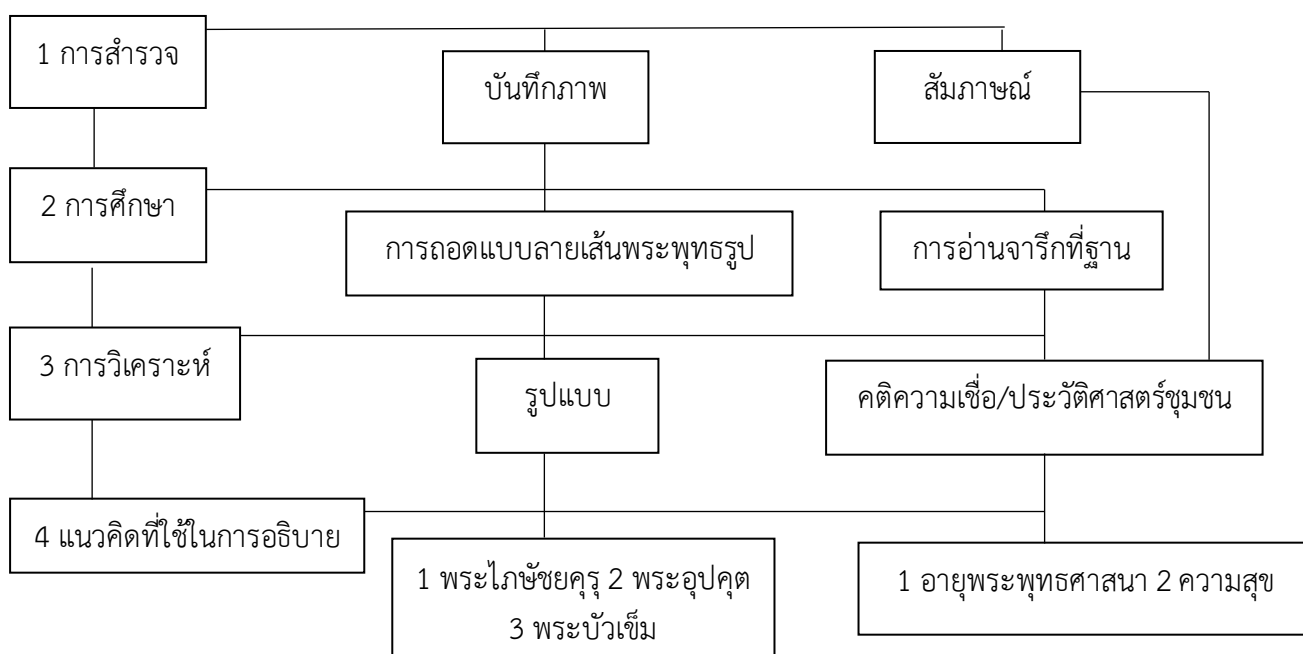 1 การสำรวจ
บันทึกภาพ
สัมภาษณ์
2 การศึกษา
การถอดแบบลายเส้นพระพุทธรูป
การอ่านจารึกที่ฐาน
3 การวิเคราะห์
รูปแบบ
คติความเชื่อ/ประวัติศาสตร์ชุมชน
4 แนวคิดที่ใช้ในการอธิบาย
1 พระไภษัชยคุรุ 2 พระอุปคุต
3 พระบัวเข็ม
1 อายุพระพุทธศาสนา 2 ความสุข